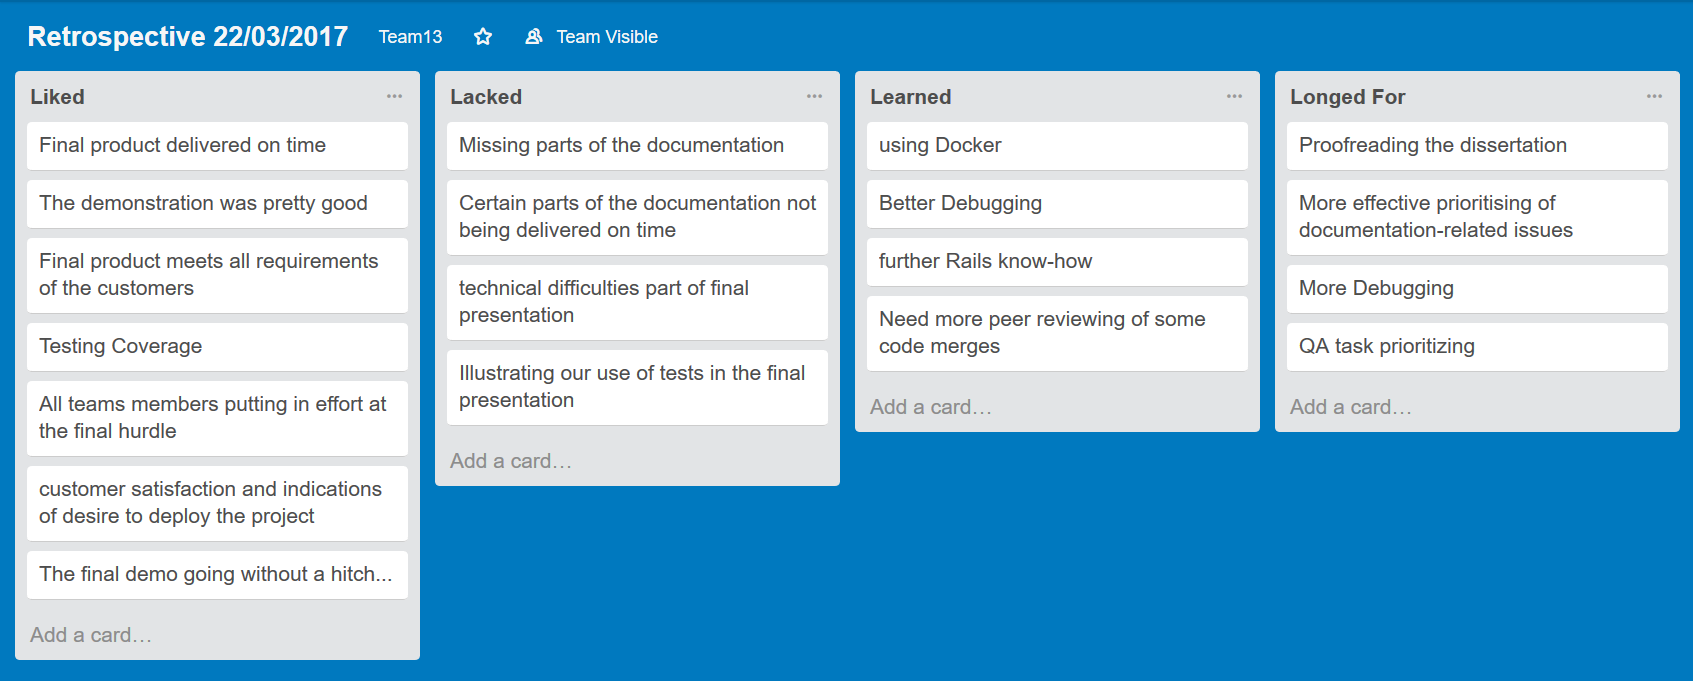 Retrospective 22/03/2017 Team13 Team Visible
Liked
Final product delivered on time
The demonstration was pretty good
Final product meets all requirements
of the customers
Testing Coverage
All teams members putting in effort at
the final hurdle
customer satisfaction and indications
of desire to deploy the project
The final demo going without a hitch...
Add a card…
Lacked
Missing parts of the documentation
Certain parts of the documentation not
being delivered on time
technical difficulties part of final
presentation
Illustrating our use of tests in the final
presentation
Add a card…
Learned
using Docker
Better Debugging
further Rails know-how
Need more peer reviewing of some
code merges
Add a card…
Longed For
Proofreading the dissertation
More effective prioritising of
documentation-related issues
More Debugging
QA task prioritizing
Add a card…